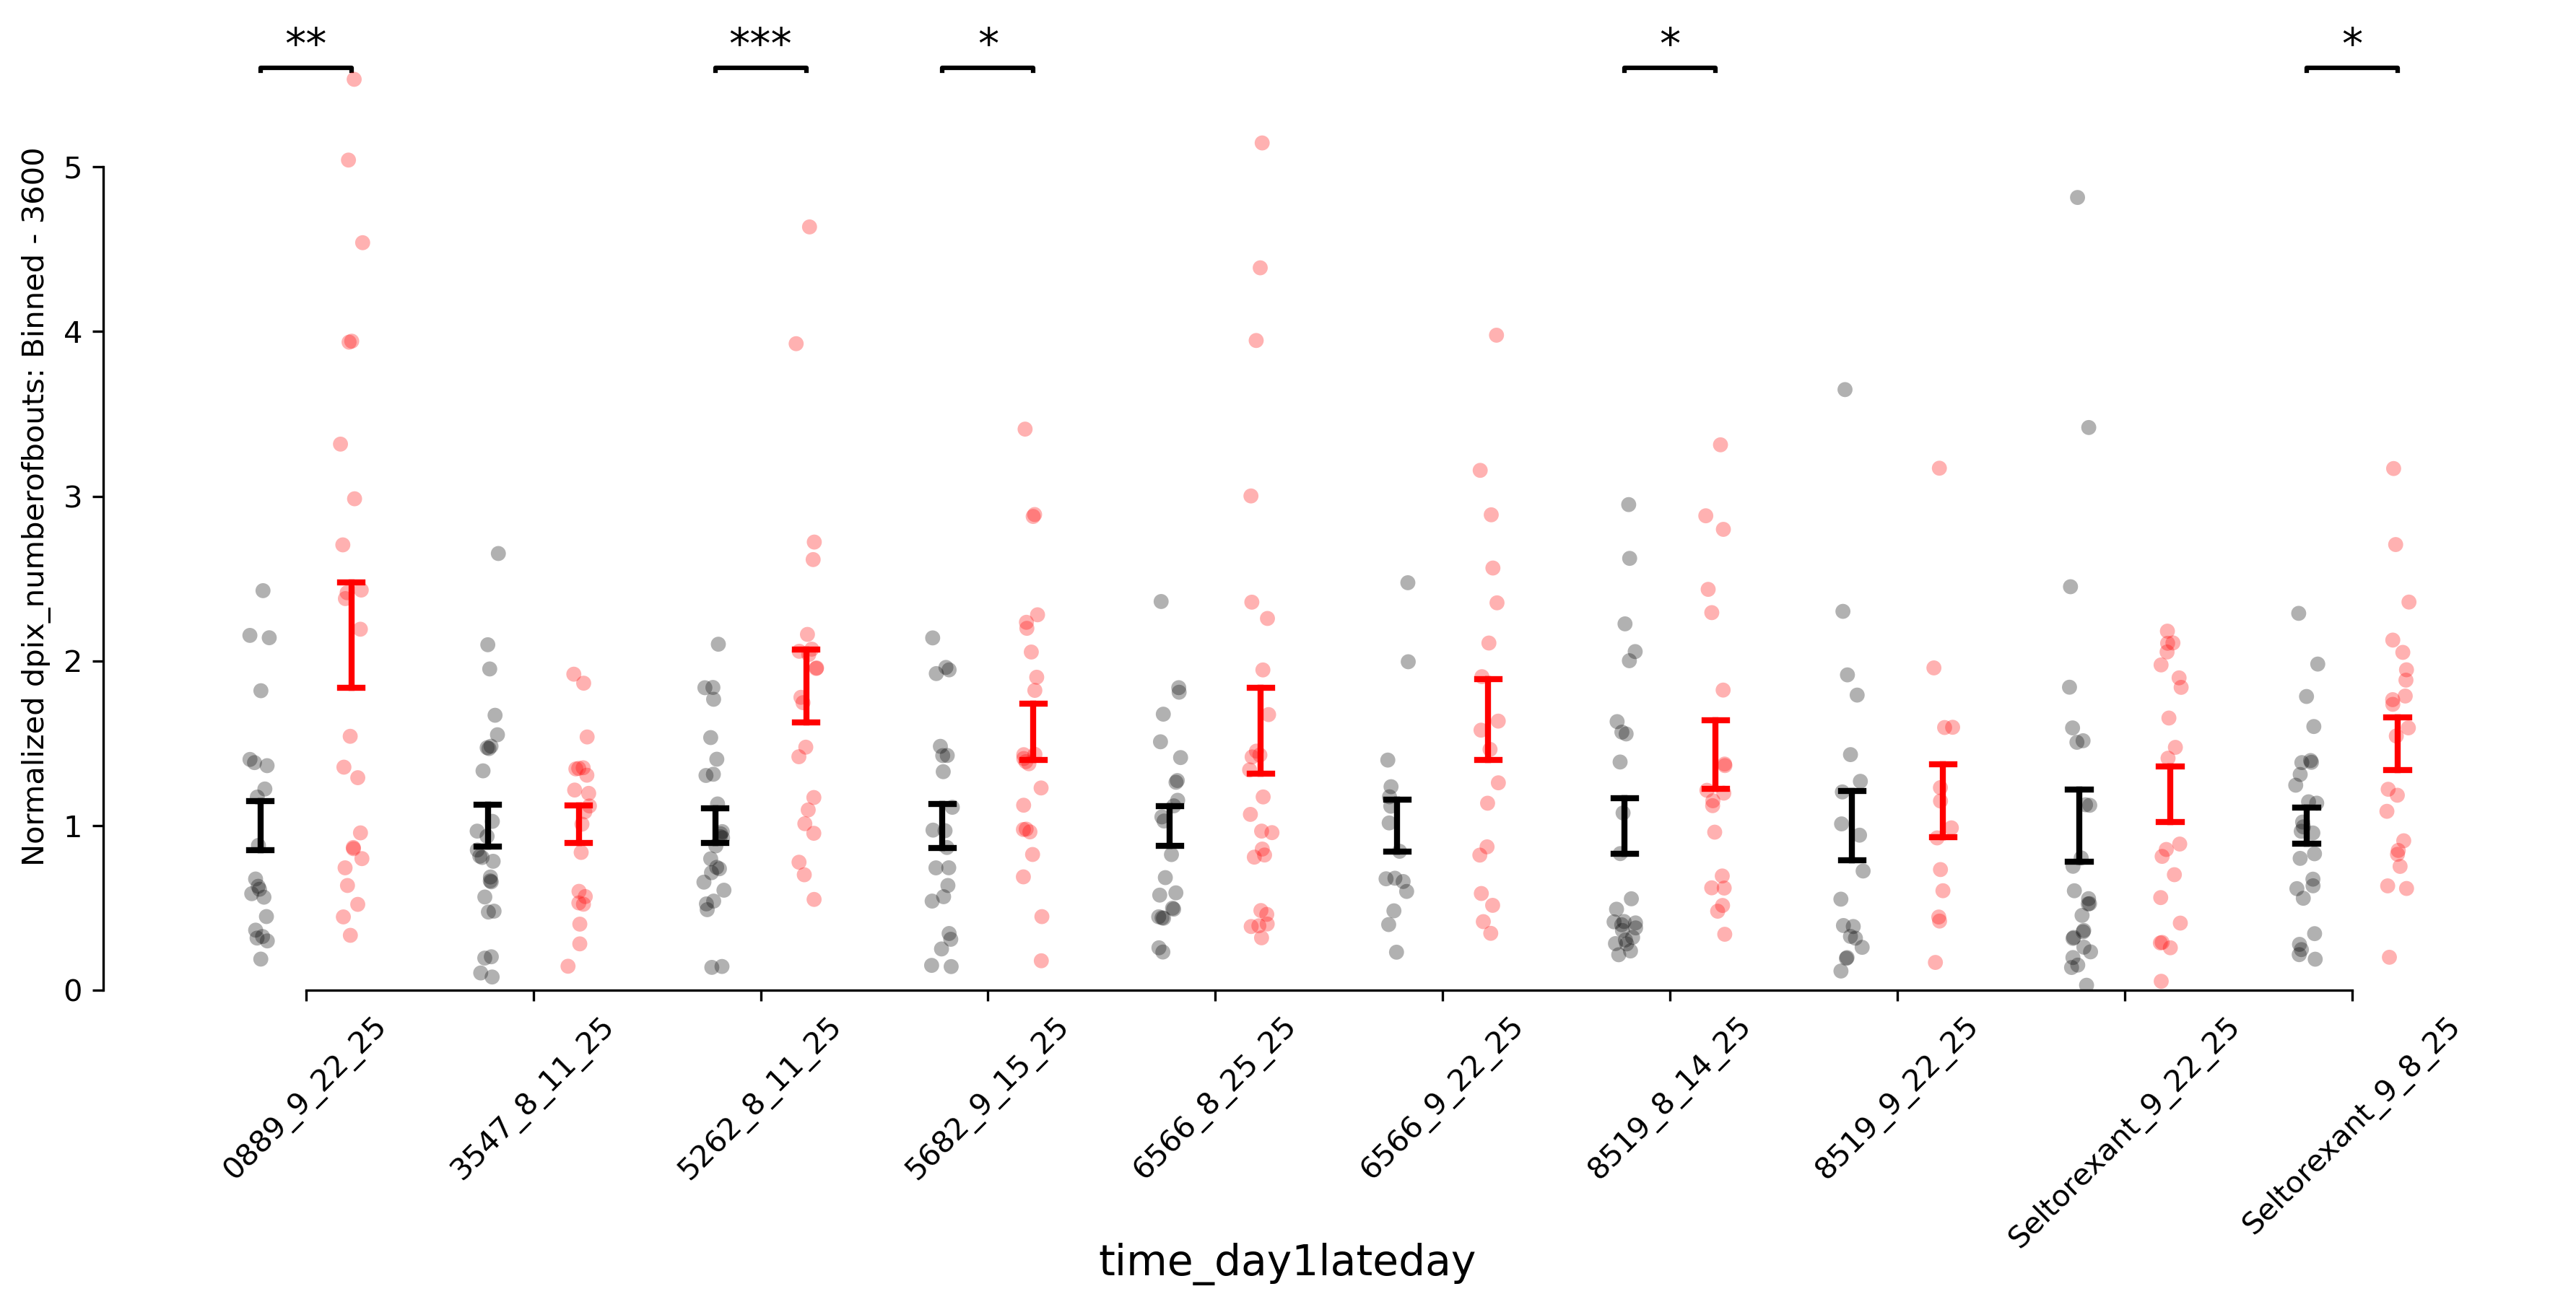 ** *** * * *
Normalized dpix_numberofbouts: Binned - 3600
5
4
3
2
1
0
0889_9_22_25
3547_8_11_25
5262_8_11_25
5682_9_15_25
6566_8_25_25
6566_9_22_25
8519_8_14_25
8519_9_22_25
Seltorexant_9_22_25
Seltorexant_9_8_25
time_day1lateday